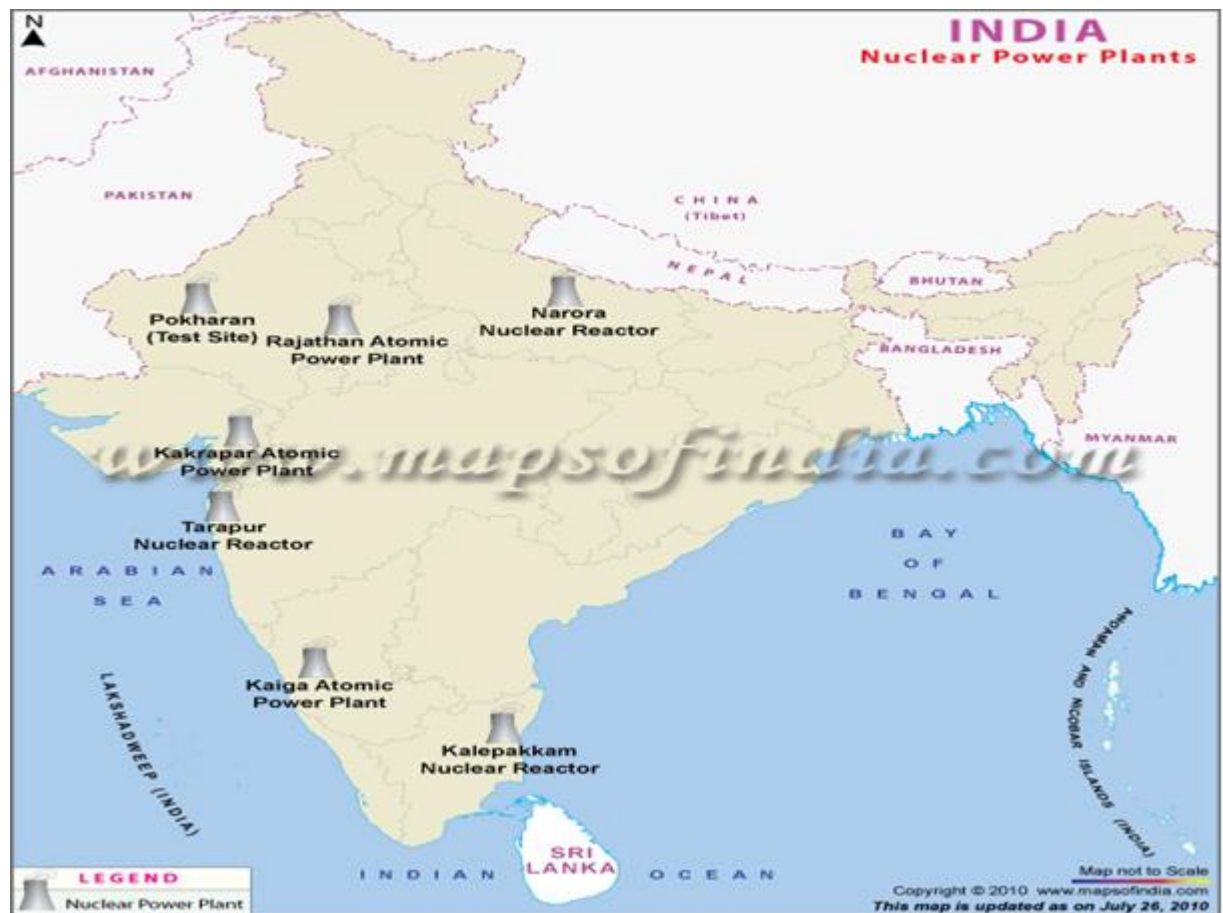 N
INDIA
Nuclear Power Plants
AFGHANISTAN
PAKISTAN
CHINA
(Tibet)
NEPAL
BHUTAN
BANGLADESH
MYANMAR
Pokharan
(Test Site)
Rajathan Atomic
Power Plant
Narora
Nuclear Reactor
Kakrapar Atomic
Power Plant
www.mapsofindia.com
Tarapur
Nuclear Reactor
ARABIAN
SEA
BAY
OF
BENGAL
Kaiga Atomic
Power Plant
Kalepakkam
Nuclear Reactor
LAKSHADWEEP (INDIA)
ANDAMAN AND NICOBAR ISLANDS (INDIA)
SRI
LANKA
INDIAN OCEAN
LEGEND
Nuclear Power Plant
Map not to Scale
Copyright © 2010 www.mapsofindia.com
This map is updated as on July 26, 2010